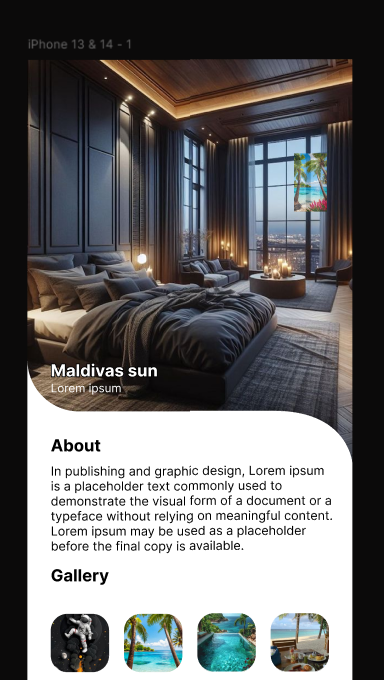 iPhone 13 & 14 - 1
Maldivas sun
Lorem ipsum
About
In publishing and graphic design, Lorem ipsum
is a placeholder text commonly used to
demonstrate the visual form of a document or a
typeface without relying on meaningful content.
Lorem ipsum may be used as a placeholder
before the final copy is available.
Gallery